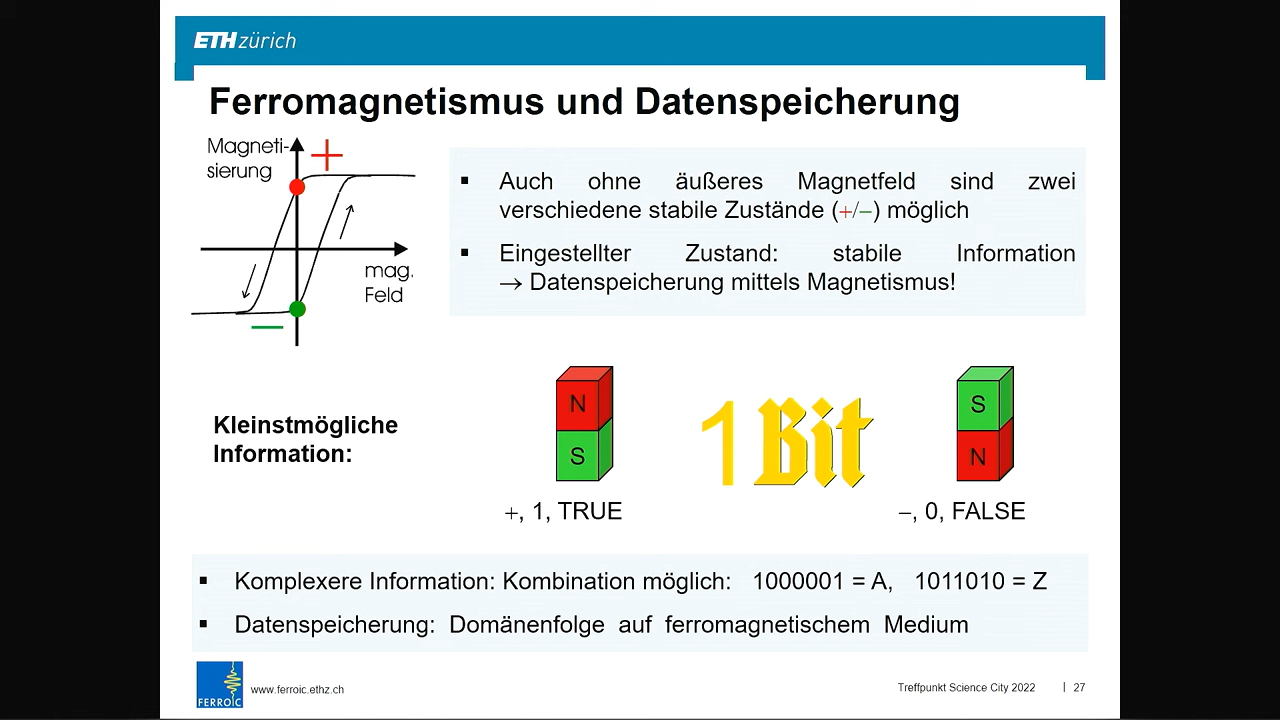 ETH zürich
Ferromagnetismus und Datenspeicherung
Magneti-
sierung
+
mag.
Feld
−
▪ Auch ohne äußeres Magnetfeld sind zwei
verschiedene stabile Zustände (+/−) möglich
▪ Eingestellter Zustand: stabile Information
→ Datenspeicherung mittels Magnetismus!
Kleinstmögliche
Information:
N
S
1 Bit
S
N
+, 1, TRUE
−, 0, FALSE
▪ Komplexere Information: Kombination möglich: 1000001 = A, 1011010 = Z
▪ Datenspeicherung: Domänenfolge auf ferromagnetischem Medium
FERROIC
www.ferroic.ethz.ch
Treffpunkt Science City 2022 | 27